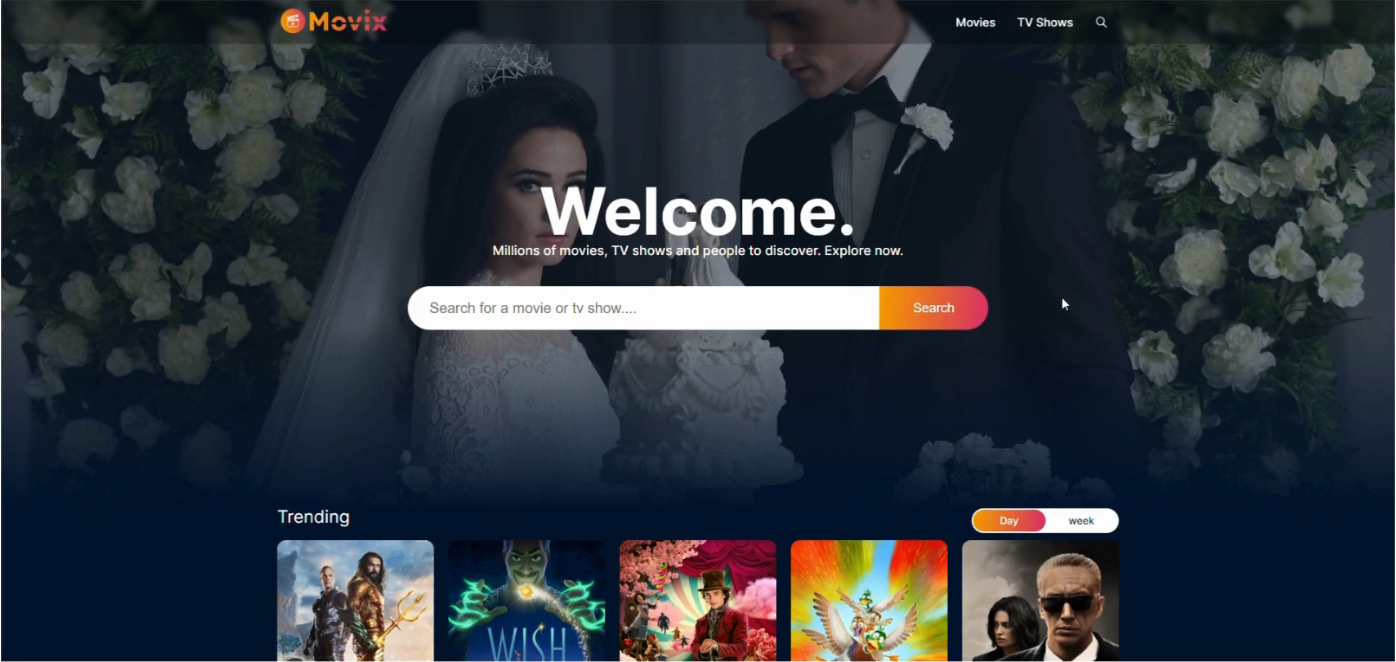 Movix
Movies TV Shows
Welcome.
Millions of movies, TV shows and people to discover. Explore now.
Search for a movie or tv show.... Search
Trending
Day week
WISH